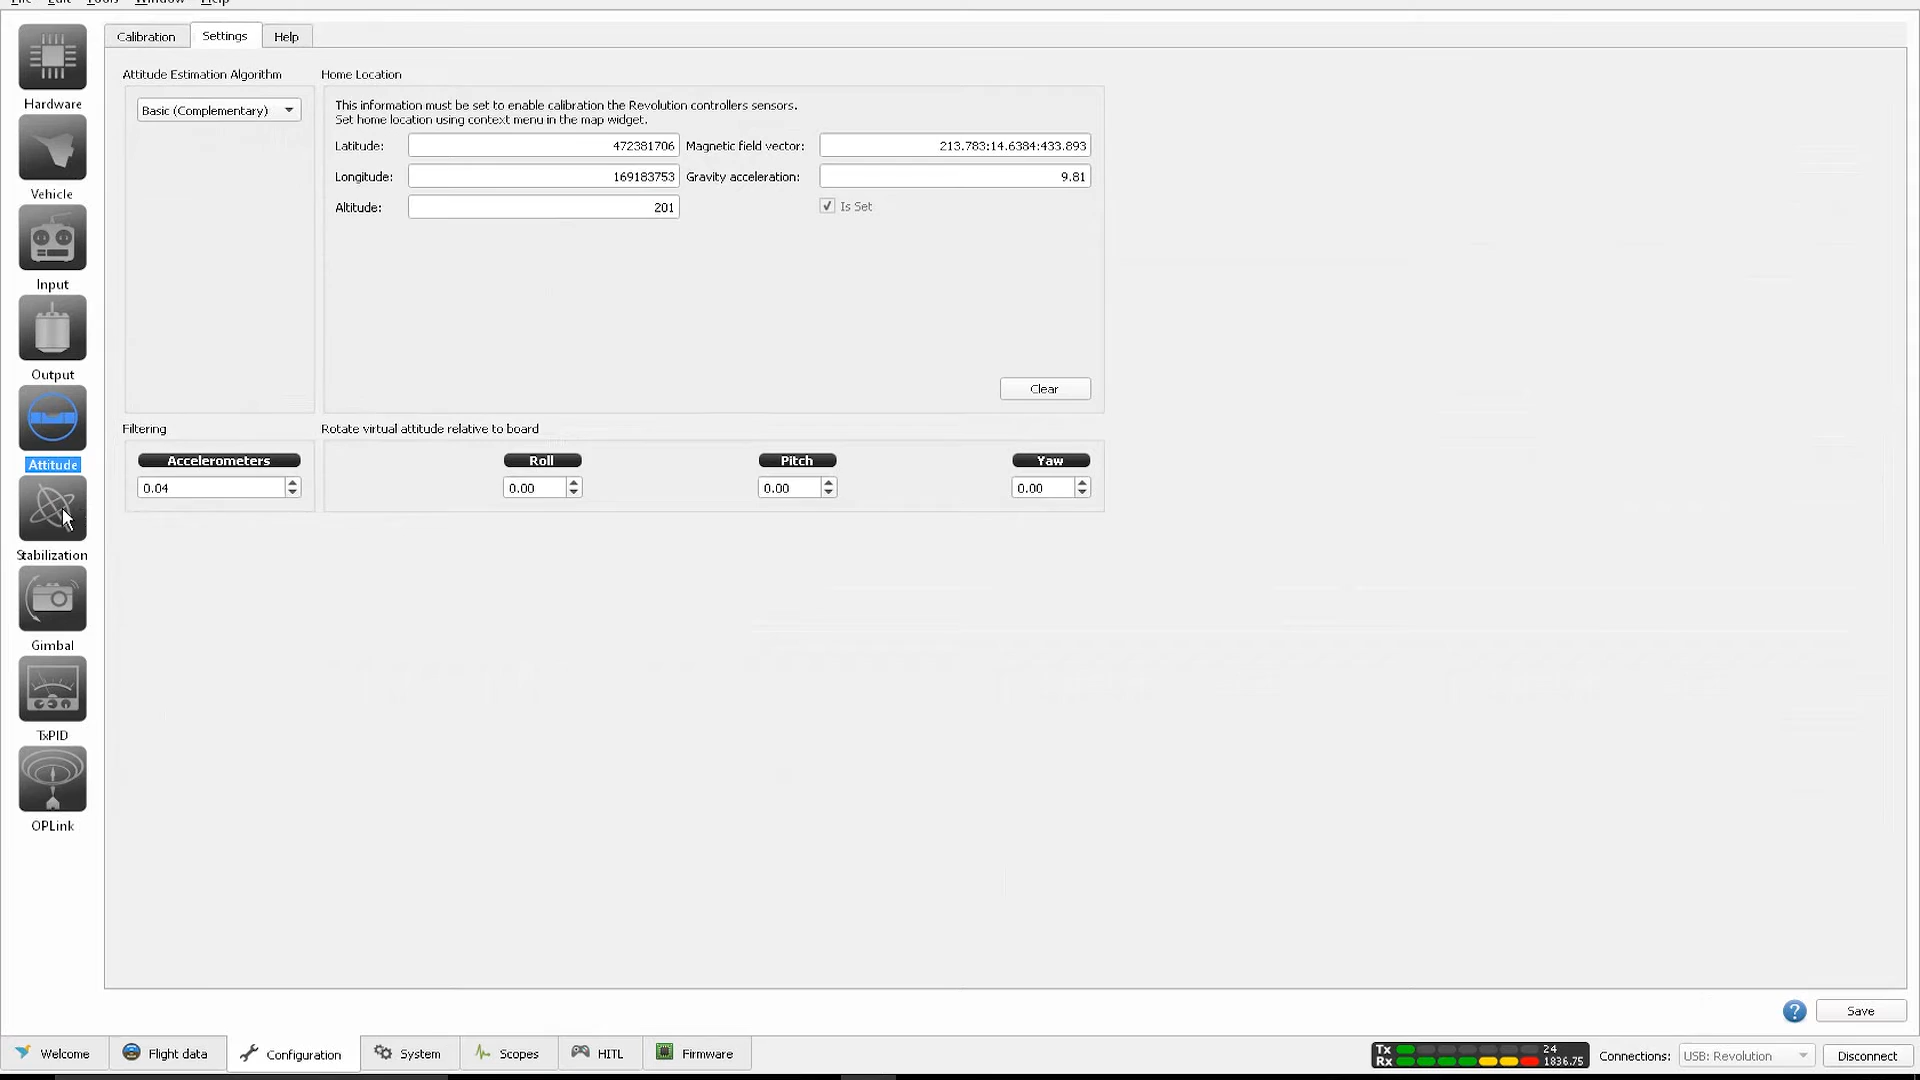 File Edit Tools Window Help
Calibration Settings Help
Hardware
Vehicle
Input
Output
Attitude
Stabilization
Gimbal
TxPID
OPLink
Attitude Estimation Algorithm
Basic (Complementary)
Home Location
This information must be set to enable calibration the Revolution controllers sensors.
Set home location using context menu in the map widget.
Latitude: 472381706 Magnetic field vector: 213.783:14.6384:433.893
Longitude: 169183753 Gravity acceleration: 9.81
Altitude: 201 Is Set
Clear
Filtering
Accelerometers
0.04
Rotate virtual attitude relative to board
Roll Pitch Yaw
0.00 0.00 0.00
? Save
Welcome Flight data Configuration System Scopes HITL Firmware
Tx 24
Rx 1836.75
Connections: USB: Revolution Disconnect